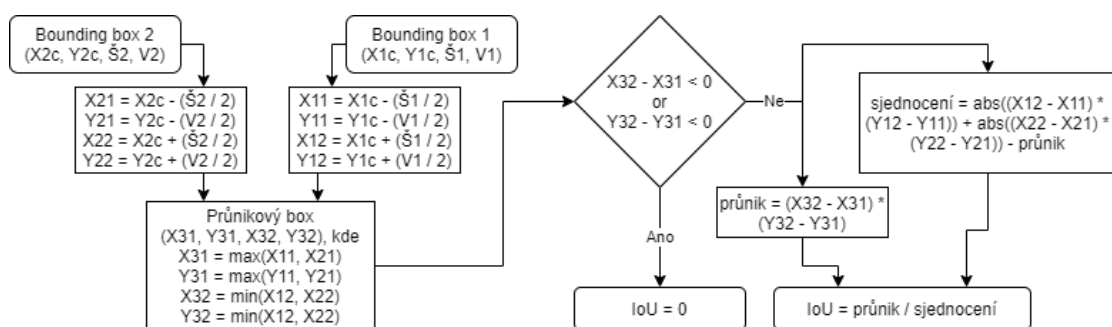 Bounding box 2
(X2c, Y2c, Š2, V2)
Bounding box 1
(X1c, Y1c, Š1, V1)
X21 = X2c - (Š2 / 2)
Y21 = Y2c - (V2 / 2)
X22 = X2c + (Š2 / 2)
Y22 = Y2c + (V2 / 2)
X11 = X1c - (Š1 / 2)
Y11 = Y1c - (V1 / 2)
X12 = X1c + (Š1 / 2)
Y12 = Y1c + (V1 / 2)
Průnikový box
(X31, Y31, X32, Y32), kde
X31 = max(X11, X21)
Y31 = max(Y11, Y21)
X32 = min(X12, X22)
Y32 = min(X12, X22)
X32 - X31 < 0
or
Y32 - Y31 < 0
Ne
Ano
sjednocení = abs((X12 - X11) *
(Y12 - Y11)) + abs((X22 - X21) *
(Y22 - Y21)) - průnik
průnik = (X32 - X31) *
(Y32 - Y31)
IoU = 0
IoU = průnik / sjednocení